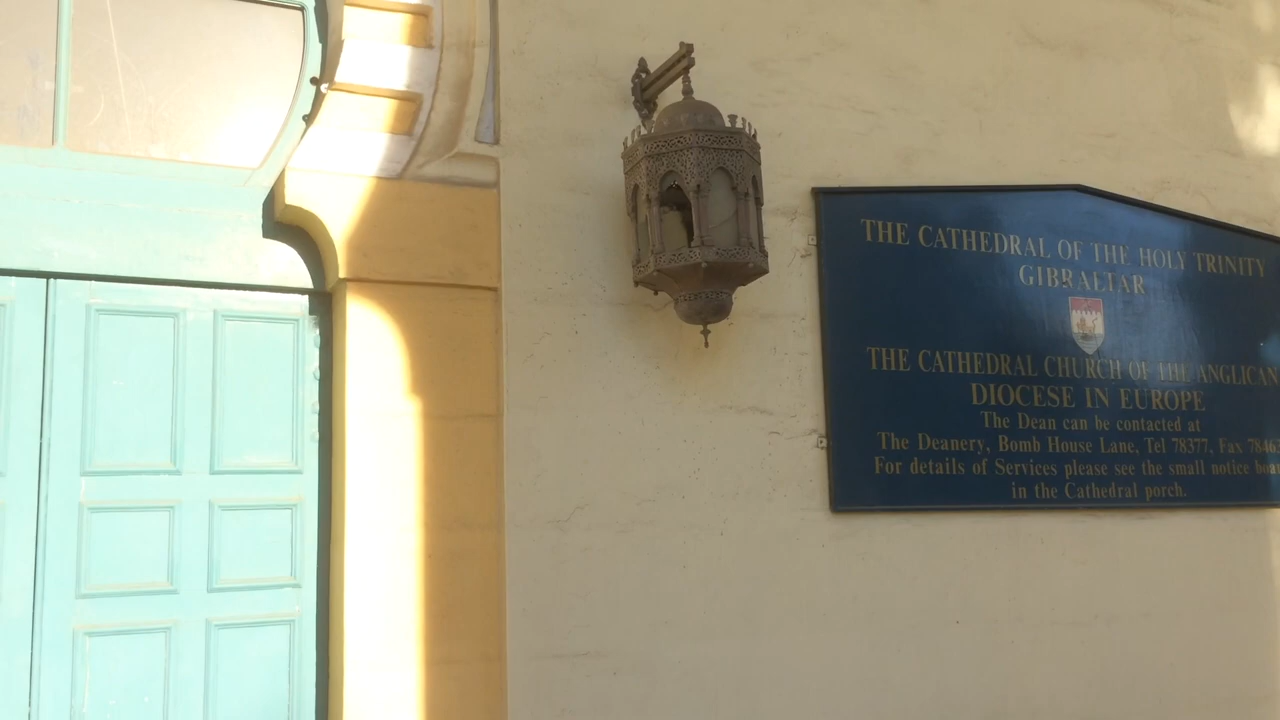 THE CATHEDRAL OF THE HOLY TRINITY
GIBRALTAR
THE CATHEDRAL CHURCH OF THE ANGLICAN
DIOCESE IN EUROPE
The Dean can be contacted at
The Deanery, Bomb House Lane, Tel 78377, Fax 78463
For details of Services please see the small notice boa
in the Cathedral porch.